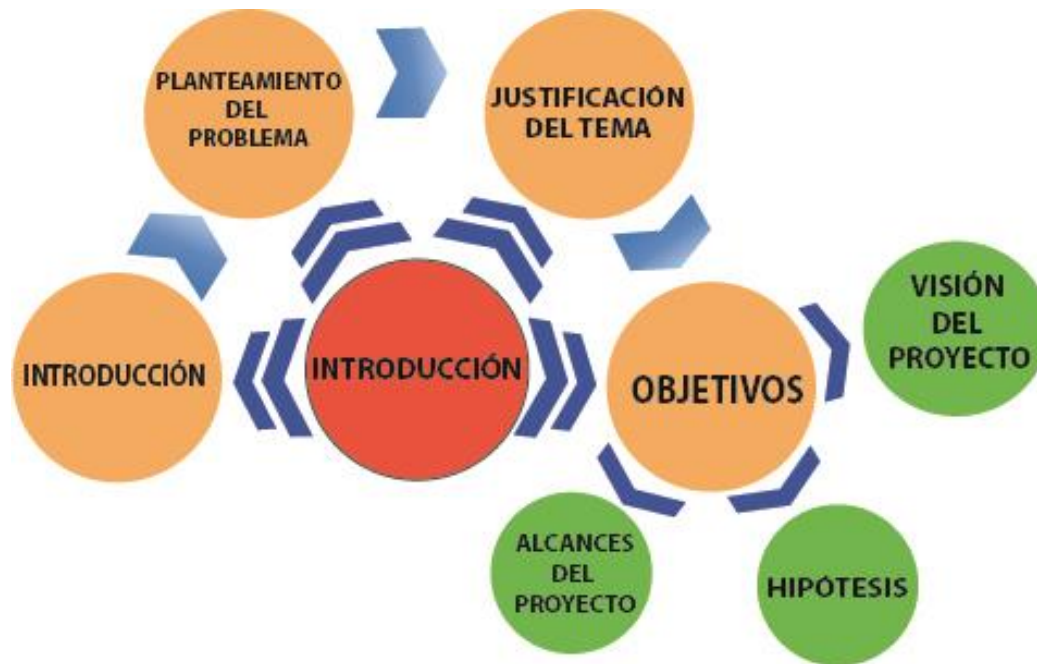 PLANTEAMIENTO
DEL
PROBLEMA
JUSTIFICACIÓN
DEL TEMA
INTRODUCCIÓN
INTRODUCCIÓN
OBJETIVOS
VISIÓN
DEL
PROYECTO
ALCANCES
DEL
PROYECTO
HIPÓTESIS